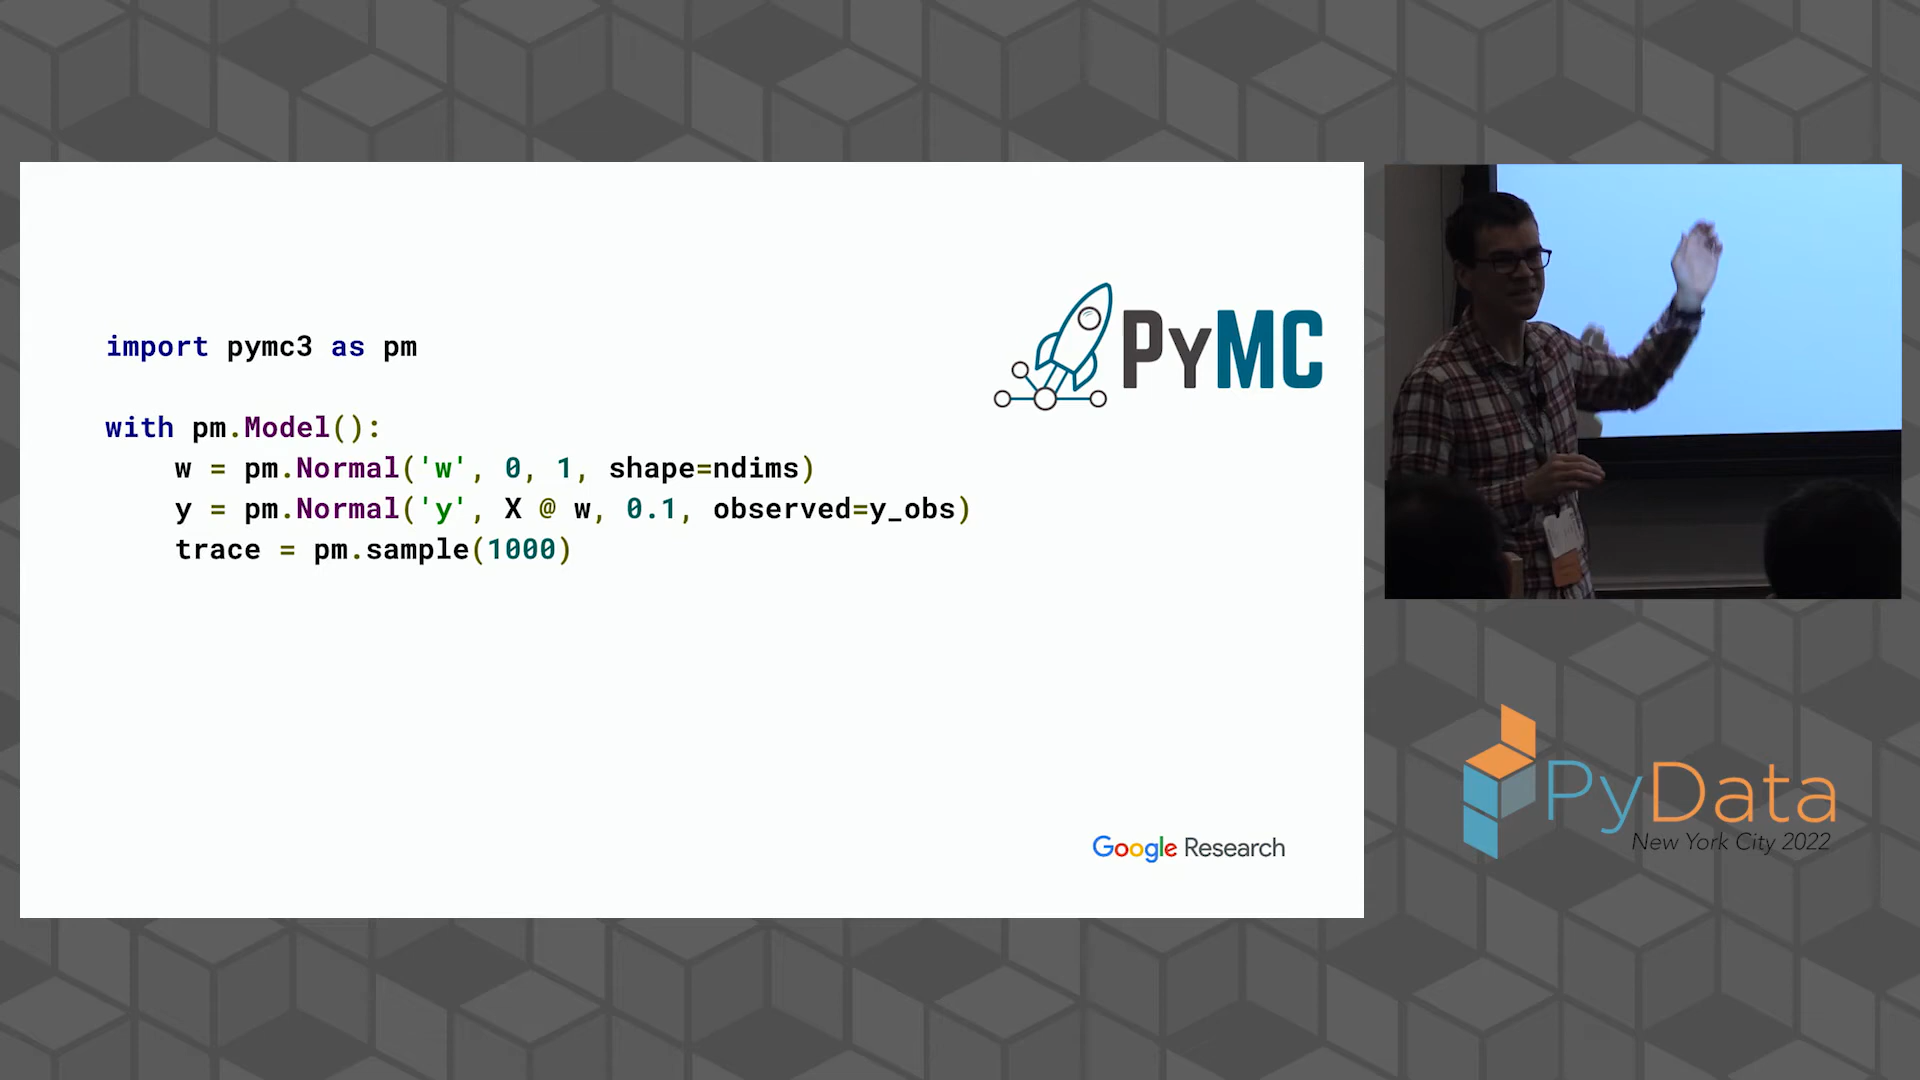 import pymc3 as pm
with pm.Model():
w = pm.Normal('w', 0, 1, shape=ndims)
y = pm.Normal('y', X @ w, 0.1, observed=y_obs)
trace = pm.sample(1000)
PyMC
Google Research
PyData
New York City 2022